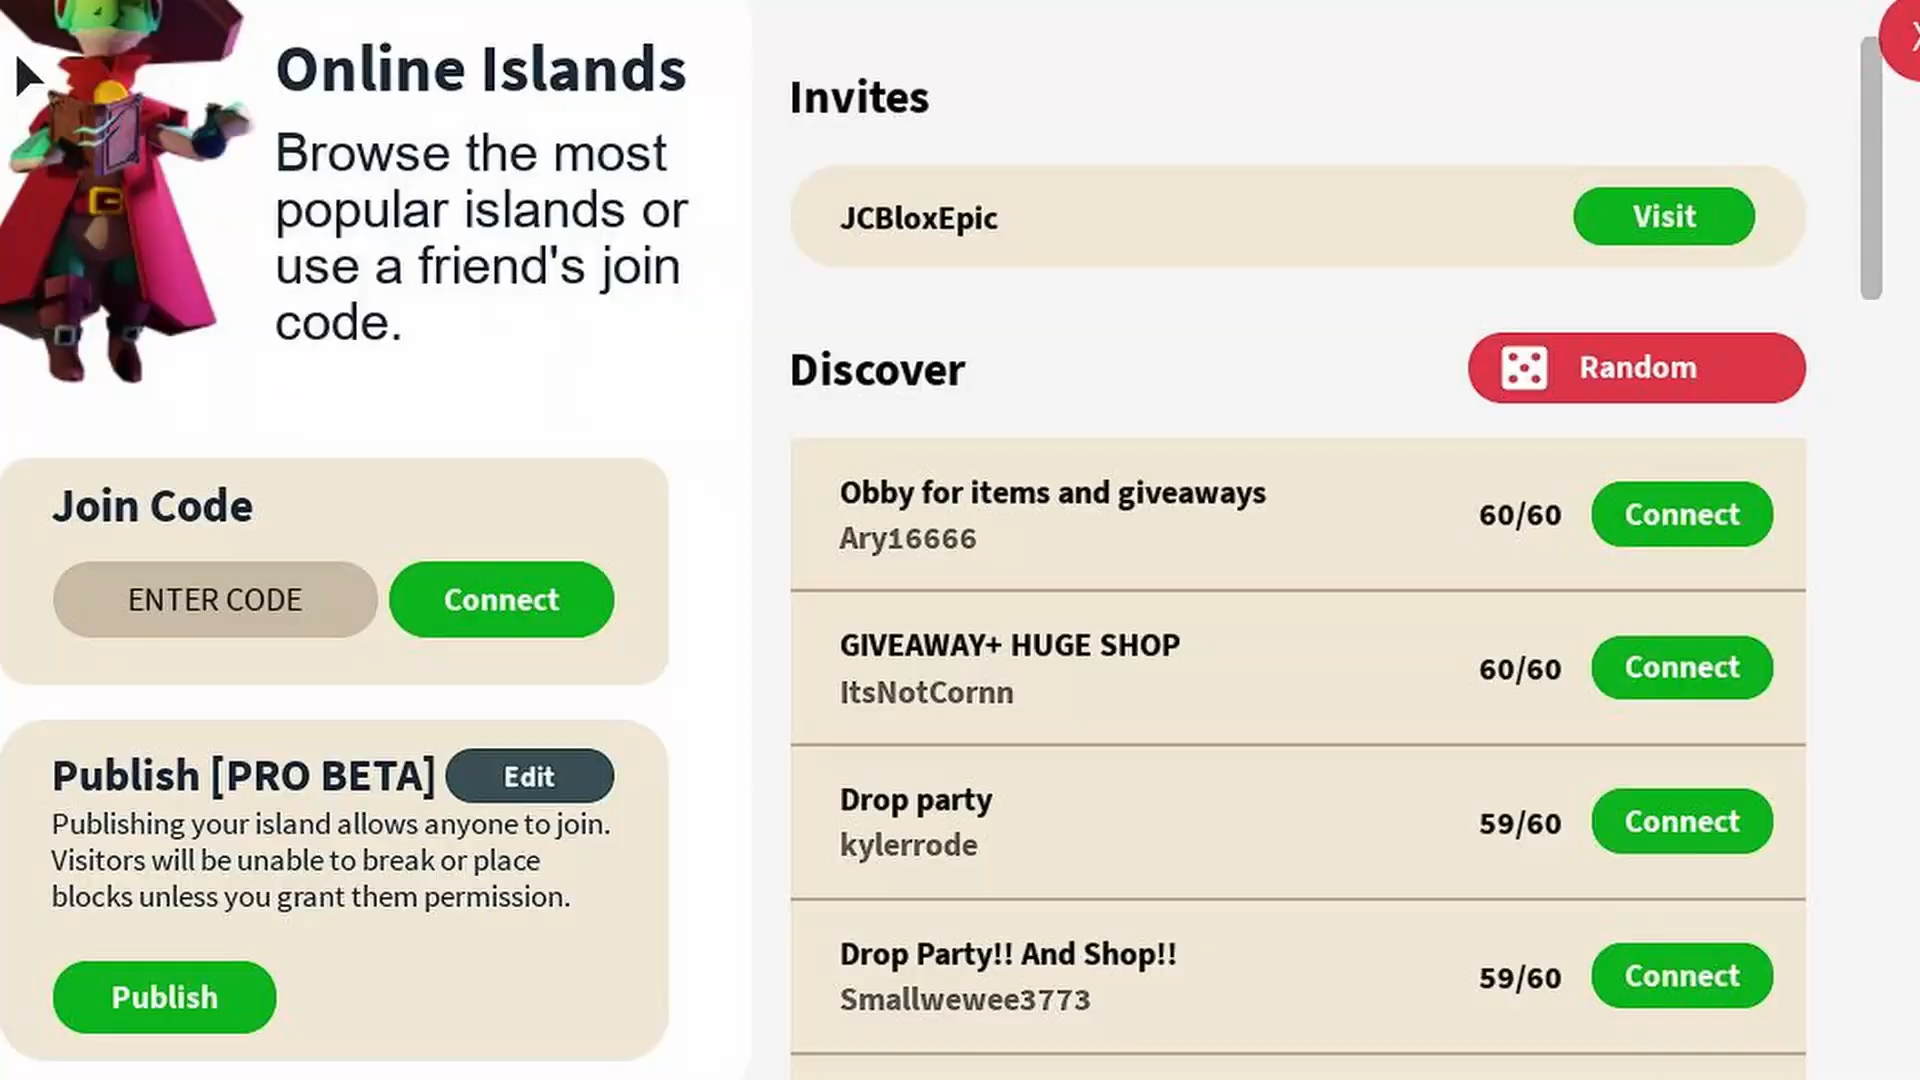 Online Islands
Browse the most
popular islands or
use a friend's join
code.
Join Code
ENTER CODE
Connect
Publish [PRO BETA]
Edit
Publishing your island allows anyone to join.
Visitors will be unable to break or place
blocks unless you grant them permission.
Publish
Invites
JCBloxEpic
Visit
Discover
Random
Obby for items and giveaways
Ary16666
60/60
Connect
GIVEAWAY+ HUGE SHOP
ItsNotCornn
60/60
Connect
Drop party
kylerrode
59/60
Connect
Drop Party!! And Shop!!
Smallwewee3773
59/60
Connect